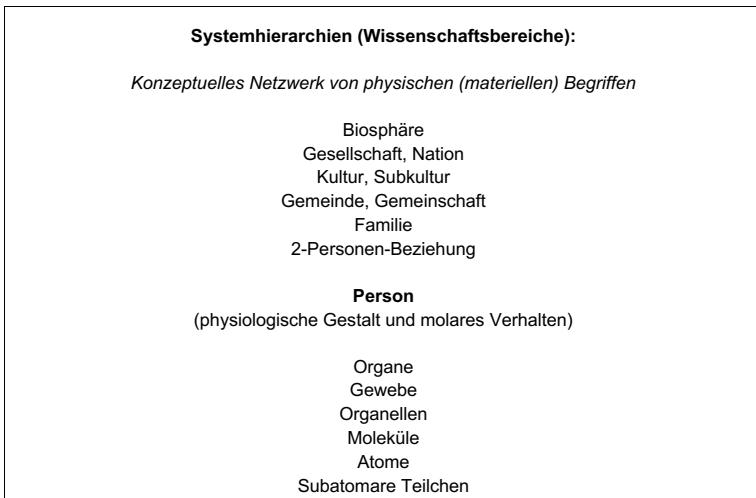 Systemhierarchien (Wissenschaftsbereiche):
Konzeptuelles Netzwerk von physischen (materiellen) Begriffen
Biosphäre
Gesellschaft, Nation
Kultur, Subkultur
Gemeinde, Gemeinschaft
Familie
2-Personen-Beziehung
Person
(physiologische Gestalt und molares Verhalten)
Organe
Gewebe
Organellen
Moleküle
Atome
Subatomare Teilchen